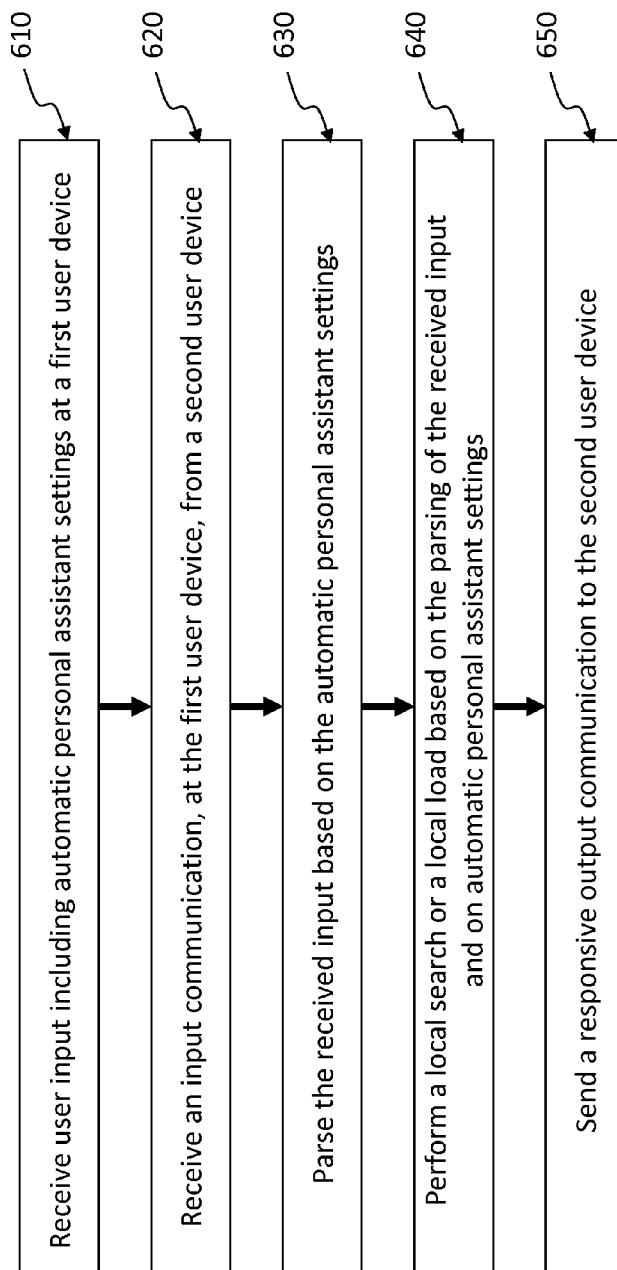 Receive user input including automatic personal assistant settings at a first user device
610
Receive an input communication, at the first user device, from a second user device
620
Parse the received input based on the automatic personal assistant settings
630
Perform a local search or a local load based on the parsing of the received input
and on automatic personal assistant settings
640
Send a responsive output communication to the second user device
650